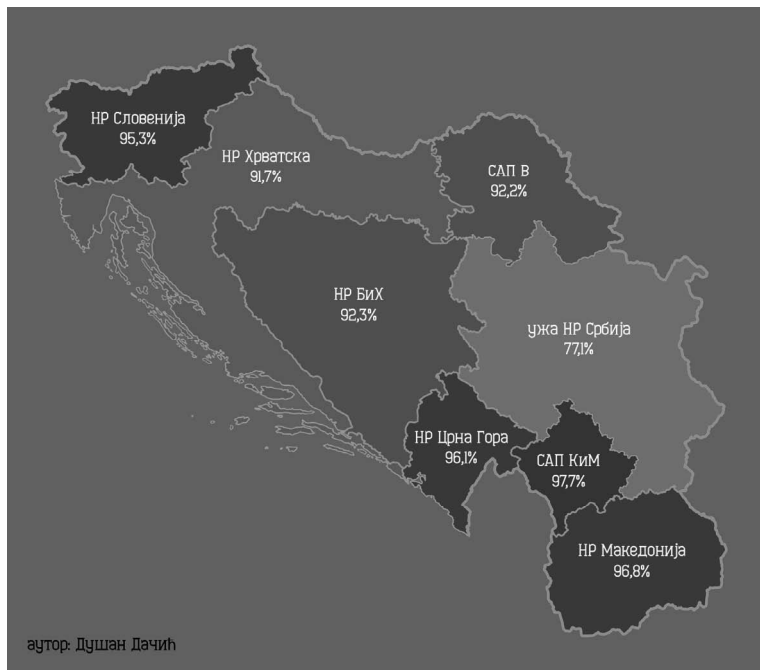 НР Словенија
95,3%
НР Хрватска
91,7%
САП В
92,2%
НР БиХ
92,3%
ужа НР Србија
77,1%
НР Црна Гора
96,1%
САП КиМ
97,7%
НР Македонија
96,8%
аутор: Душан Дачић